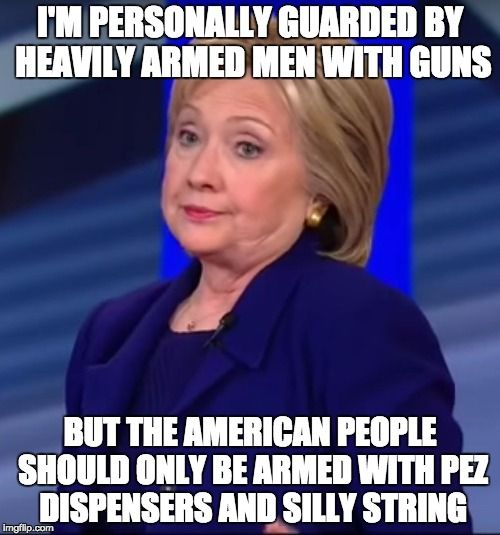 I'M PERSONALLY GUARDED BY
HEAVILY ARMED MEN WITH GUNS
BUT THE AMERICAN PEOPLE
SHOULD ONLY BE ARMED WITH PEZ
DISPENSERS AND SILLY STRING
imgflip.com